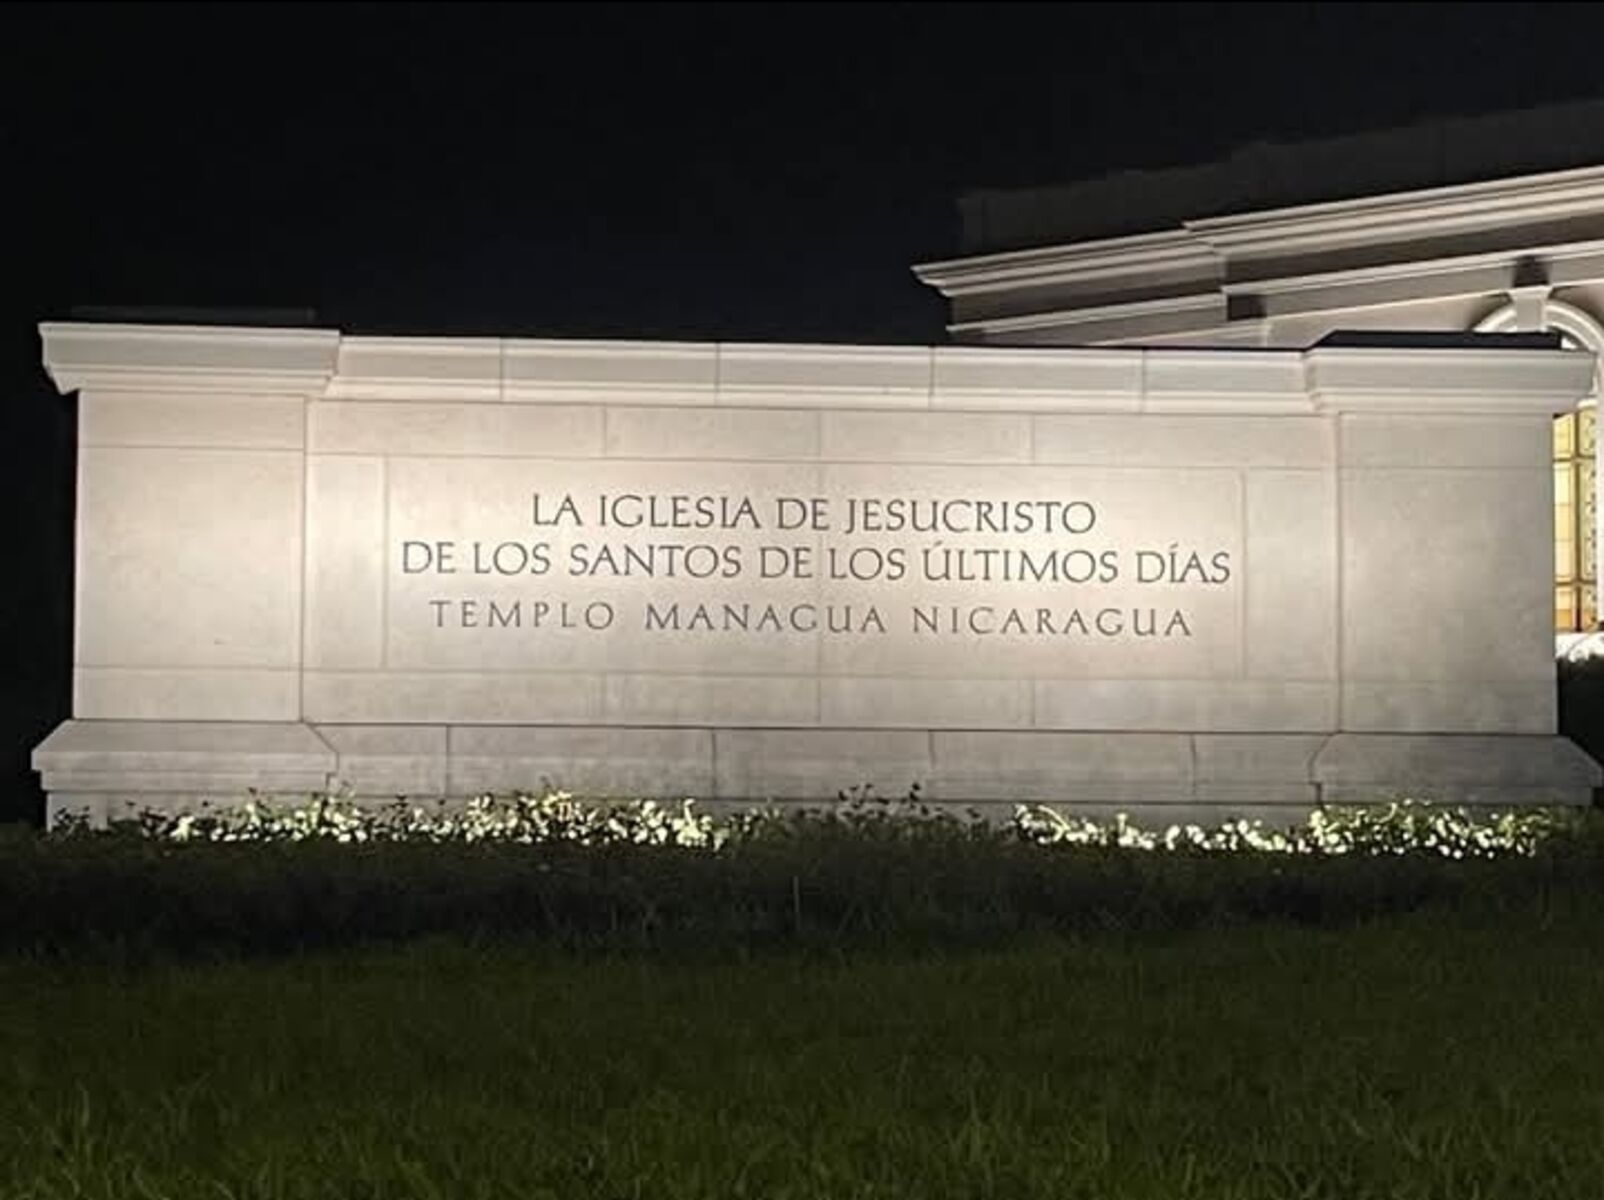 LA IGLESIA DE JESUCRISTO
DE LOS SANTOS DE LOS ÚLTIMOS DÍAS
TEMPLO MANAGUA NICARAGUA